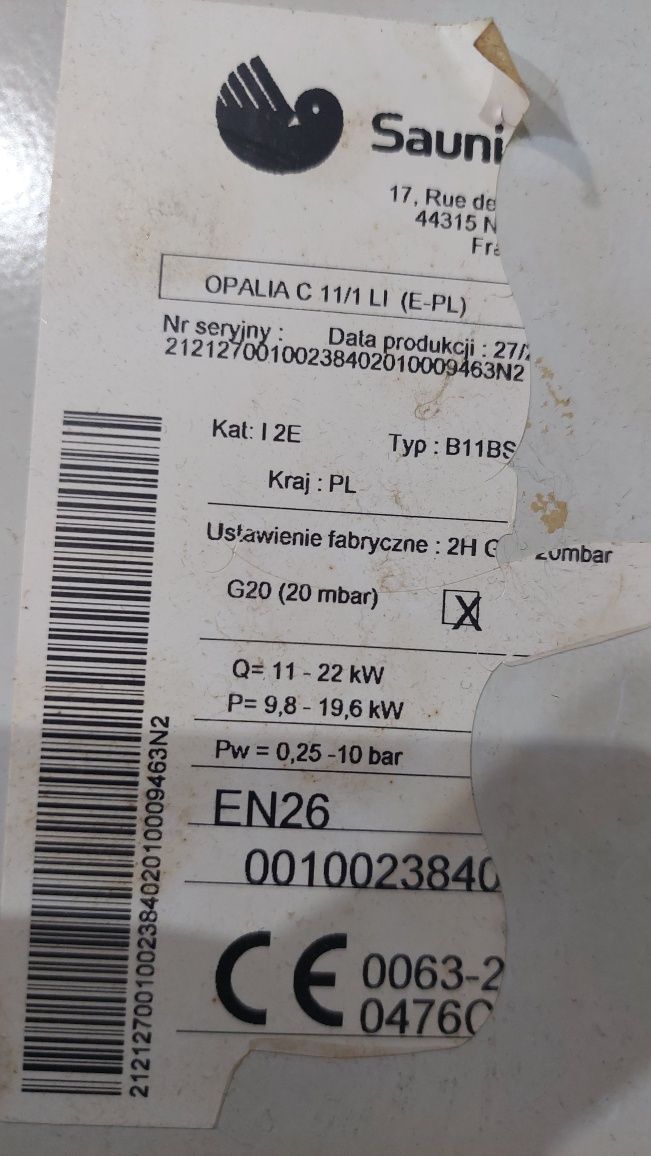 Sauni
17, Rue de
44315 N
Fra
OPALIA C 11/1 LI (E-PL)
Nr seryjny : Data produkcji : 27/
21212700100238402010009463N2
Kat: I 2E Typ : B11BS
Kraj : PL
Ustawienie fabryczne : 2H G 20mbar
G20 (20 mbar) X
Q= 11 - 22 kW
P= 9,8 - 19,6 kW
Pw = 0,25 -10 bar
EN26
0010023840
CE 0063-2
0476C
21212700100238402010009463N2